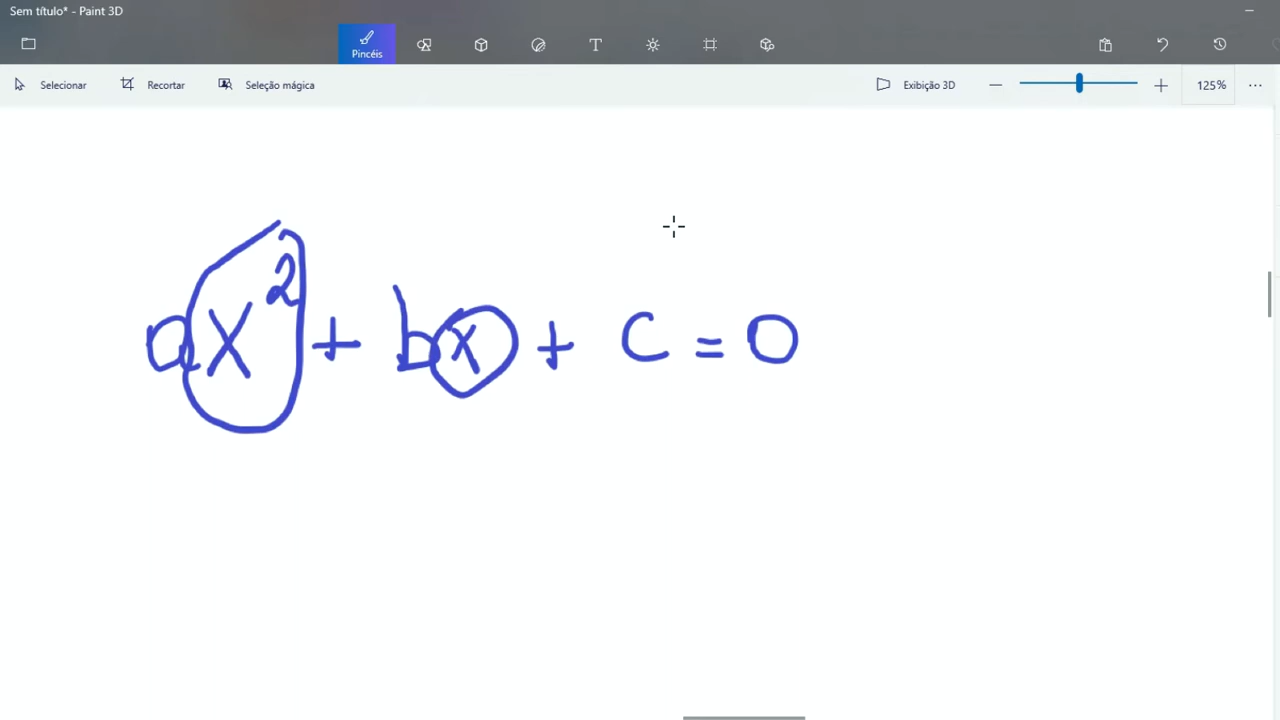 Sem título* - Paint 3D
Pincéis
Selecionar Recortar Seleção mágica Exibição 3D 125%
ax² + bx + c = 0